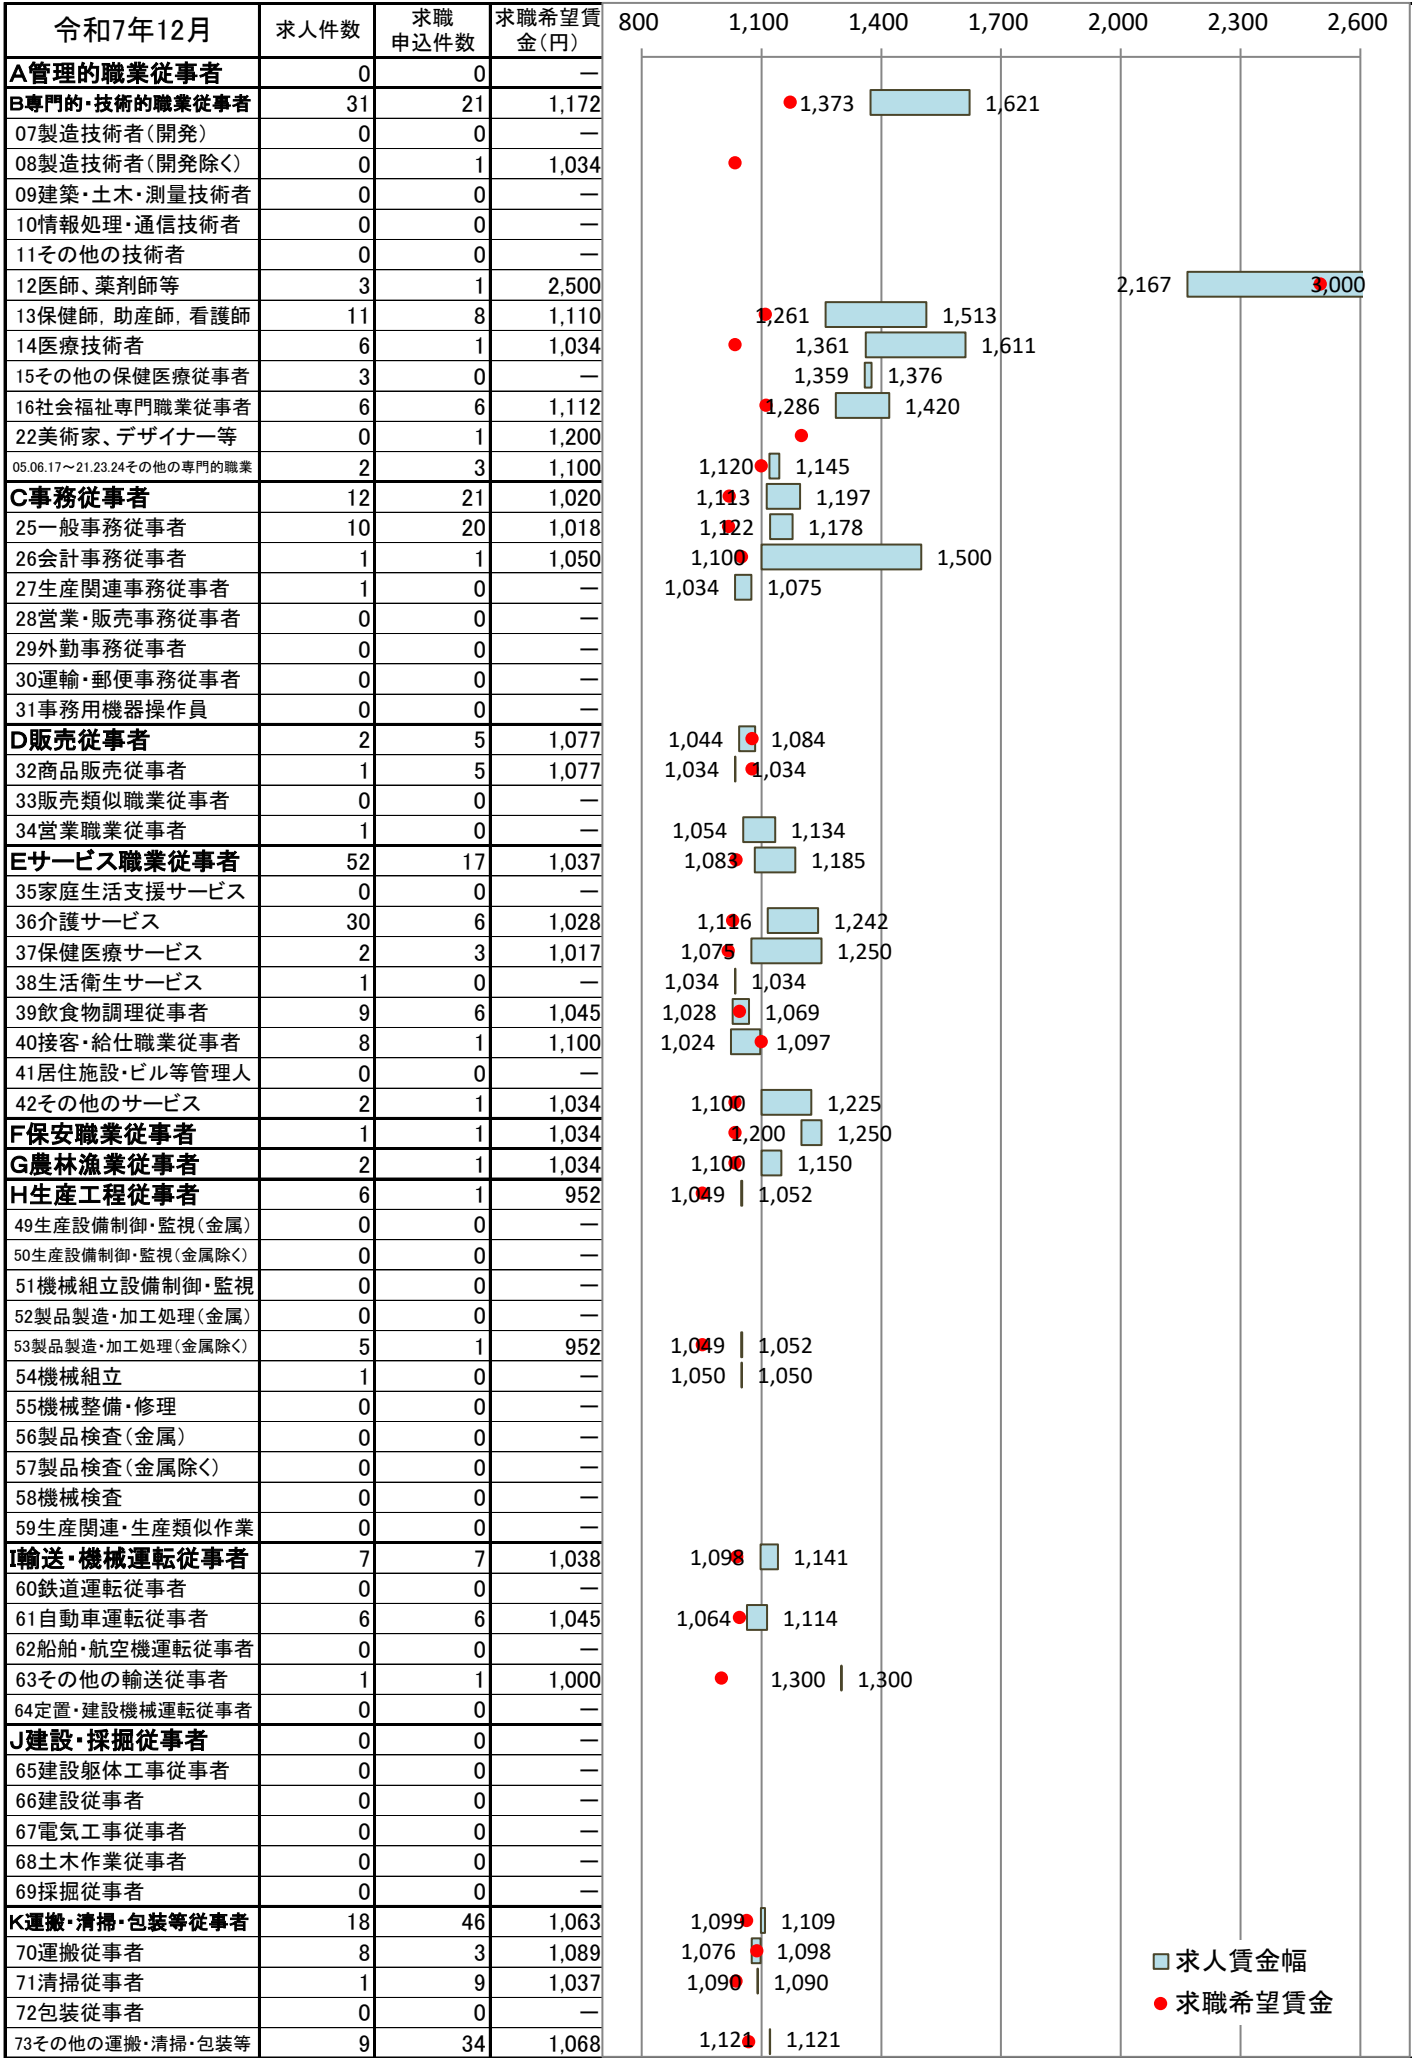 令和7年12月 求人件数 求職申込件数 求職希望賃金(円) 800 1,100 1,400 1,700 2,000 2,300 2,600
A管理的職業従事者 0 0 ―
B専門的・技術的職業従事者 31 21 1,172 1,373 1,621
07製造技術者(開発) 0 0 ―
08製造技術者(開発除く) 0 1 1,034
09建築・土木・測量技術者 0 0 ―
10情報処理・通信技術者 0 0 ―
11その他の技術者 0 0 ―
12医師、薬剤師等 3 1 2,500 2,167 3,000
13保健師, 助産師, 看護師 11 8 1,110 1,261 1,513
14医療技術者 6 1 1,034 1,361 1,611
15その他の保健医療従事者 3 0 ― 1,359 1,376
16社会福祉専門職業従事者 6 6 1,112 1,286 1,420
22美術家、デザイナー等 0 1 1,200
05.06.17~21.23.24その他の専門的職業 2 3 1,100 1,120 1,145
C事務従事者 12 21 1,020 1,113 1,197
25一般事務従事者 10 20 1,018 1,122 1,178
26会計事務従事者 1 1 1,050 1,100 1,500
27生産関連事務従事者 1 0 ― 1,034 1,075
28営業・販売事務従事者 0 0 ―
29外勤事務従事者 0 0 ―
30運輸・郵便事務従事者 0 0 ―
31事務用機器操作員 0 0 ―
D販売従事者 2 5 1,077 1,044 1,084
32商品販売従事者 1 5 1,077 1,034 1,034
33販売類似職業従事者 0 0 ―
34営業職業従事者 1 0 ― 1,054 1,134
Eサービス職業従事者 52 17 1,037 1,083 1,185
35家庭生活支援サービス 0 0 ―
36介護サービス 30 6 1,028 1,116 1,242
37保健医療サービス 2 3 1,017 1,075 1,250
38生活衛生サービス 1 0 ― 1,034 1,034
39飲食物調理従事者 9 6 1,045 1,028 1,069
40接客・給仕職業従事者 8 1 1,100 1,024 1,097
41居住施設・ビル等管理人 0 0 ―
42その他のサービス 2 1 1,034 1,100 1,225
F保安職業従事者 1 1 1,034 1,200 1,250
G農林漁業従事者 2 1 1,034 1,100 1,150
H生産工程従事者 6 1 952 1,049 1,052
49生産設備制御・監視(金属) 0 0 ―
50生産設備制御・監視(金属除く) 0 0 ―
51機械組立設備制御・監視 0 0 ―
52製品製造・加工処理(金属) 0 0 ―
53製品製造・加工処理(金属除く) 5 1 952 1,049 1,052
54機械組立 1 0 ― 1,050 1,050
55機械整備・修理 0 0 ―
56製品検査(金属) 0 0 ―
57製品検査(金属除く) 0 0 ―
58機械検査 0 0 ―
59生産関連・生産類似作業 0 0 ―
I輸送・機械運転従事者 7 7 1,038 1,098 1,141
60鉄道運転従事者 0 0 ―
61自動車運転従事者 6 6 1,045 1,064 1,114
62船舶・航空機運転従事者 0 0 ―
63その他の輸送従事者 1 1 1,000 1,300 1,300
64定置・建設機械運転従事者 0 0 ―
J建設・採掘従事者 0 0 ―
65建設躯体工事従事者 0 0 ―
66建設従事者 0 0 ―
67電気工事従事者 0 0 ―
68土木作業従事者 0 0 ―
69採掘従事者 0 0 ―
K運搬・清掃・包装等従事者 18 46 1,063 1,099 1,109
70運搬従事者 8 3 1,089 1,076 1,098
71清掃従事者 1 9 1,037 1,090 1,090
72包装従事者 0 0 ―
73その他の運搬・清掃・包装等 9 34 1,068 1,121 1,121
求人賃金幅
求職希望賃金